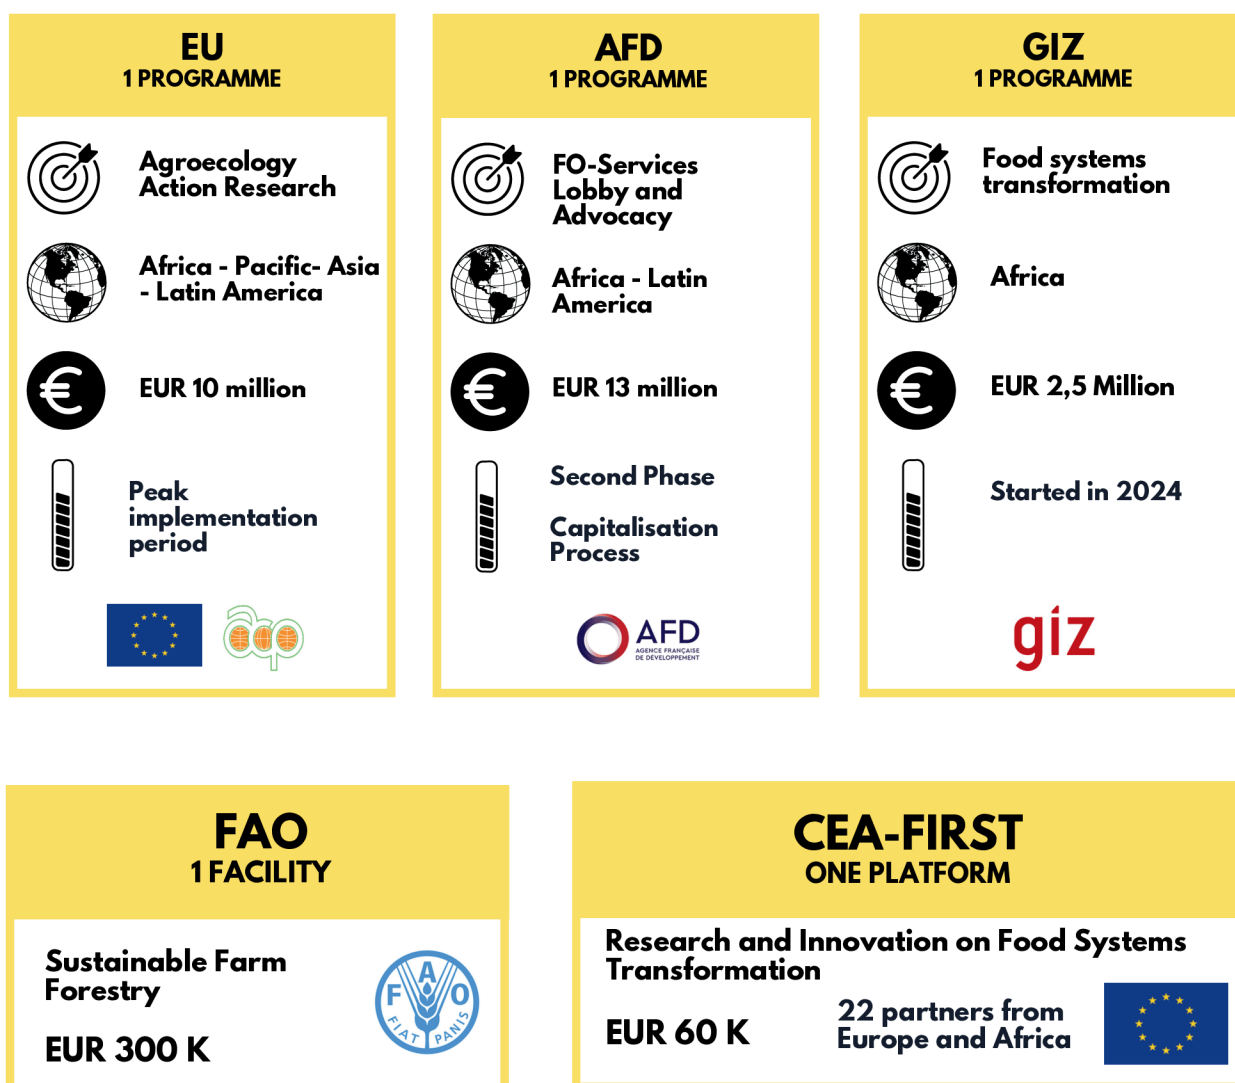 EU
1 PROGRAMME
Agroecology
Action Research
Africa - Pacific- Asia
- Latin America
EUR 10 million
Peak
implementation
period
acp
AFD
1 PROGRAMME
FO-Services
Lobby and
Advocacy
Africa - Latin
America
EUR 13 million
Second Phase
Capitalisation
Process
AFD
AGENCE FRANÇAISE
DE DÉVELOPPEMENT
GIZ
1 PROGRAMME
Food systems
transformation
Africa
EUR 2,5 Million
Started in 2024
giz
FAO
1 FACILITY
Sustainable Farm
Forestry
EUR 300 K
F A O
FIAT PANIS
CEA-FIRST
ONE PLATFORM
Research and Innovation on Food Systems
Transformation
EUR 60 K
22 partners from
Europe and Africa